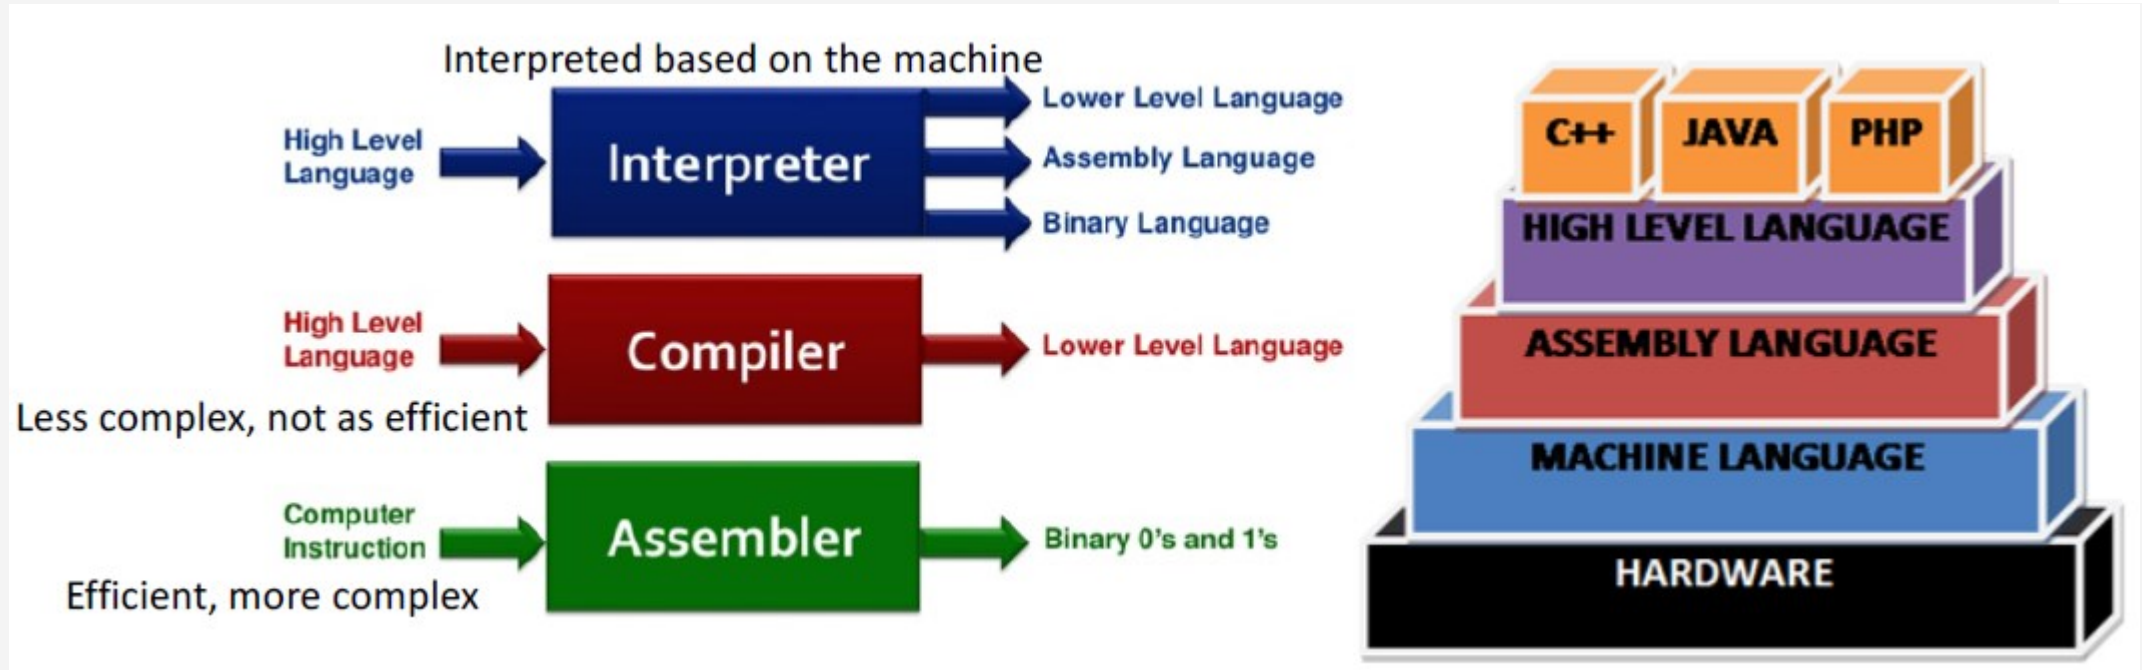 Interpreted based on the machine
High Level
Language
Interpreter
Lower Level Language
Assembly Language
Binary Language
High Level
Language
Compiler
Lower Level Language
Less complex, not as efficient
Computer
Instruction
Assembler
Binary 0's and 1's
Efficient, more complex
C++
JAVA
PHP
HIGH LEVEL LANGUAGE
ASSEMBLY LANGUAGE
MACHINE LANGUAGE
HARDWARE